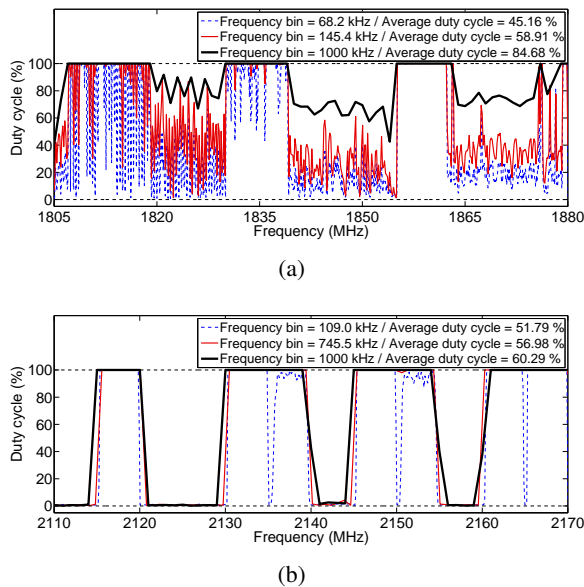 Frequency bin = 68.2 kHz / Average duty cycle = 45.16 %
Frequency bin = 145.4 kHz / Average duty cycle = 58.91 %
Frequency bin = 1000 kHz / Average duty cycle = 84.68 %
100
80
60
40
20
0
Duty cycle (%)
1805 1820 1835 1850 1865 1880
Frequency (MHz)
(a)
Frequency bin = 109.0 kHz / Average duty cycle = 51.79 %
Frequency bin = 745.5 kHz / Average duty cycle = 56.98 %
Frequency bin = 1000 kHz / Average duty cycle = 60.29 %
100
80
60
40
20
0
Duty cycle (%)
2110 2120 2130 2140 2150 2160 2170
Frequency (MHz)
(b)